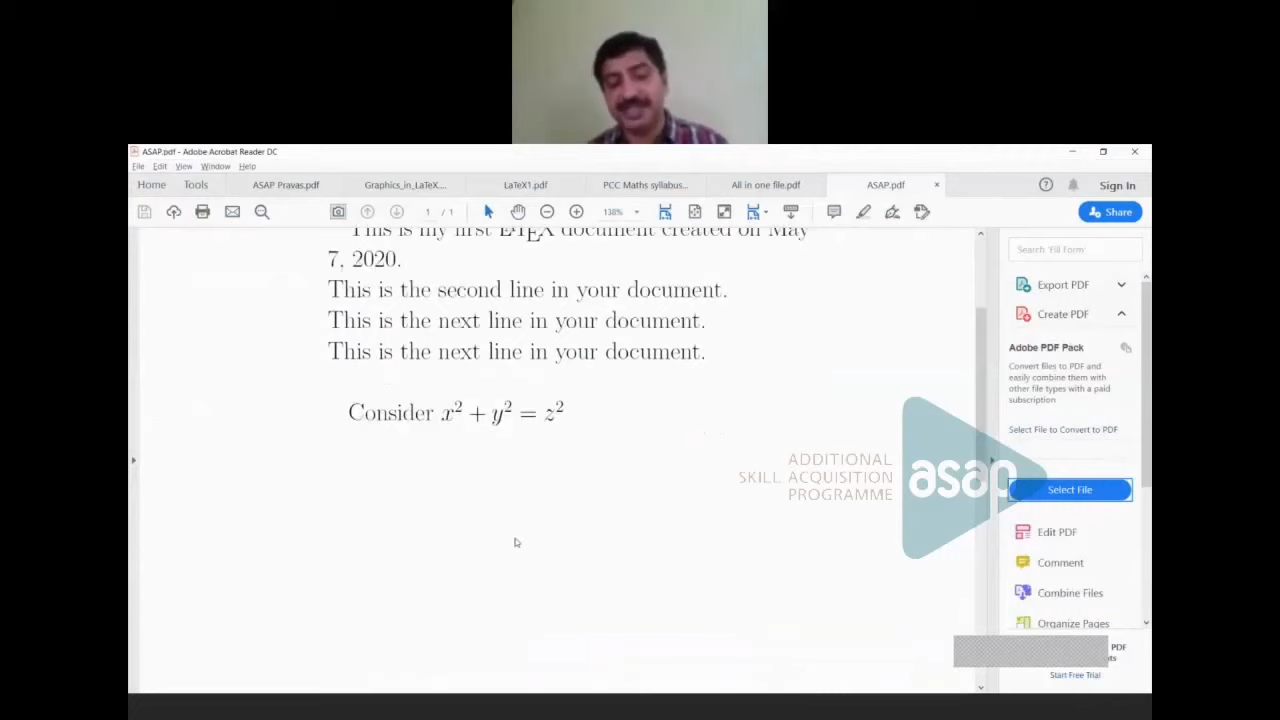 ASAP.pdf - Adobe Acrobat Reader DC
File Edit View Window Help
Home Tools ASAP Pravas.pdf Graphics_in_LaTeX.... LaTeX1.pdf PCC Maths syllabus... All in one file.pdf ASAP.pdf × Sign In
1 / 1 138% Share
This is my first LATEX document created on May
7, 2020.
This is the second line in your document.
This is the next line in your document.
This is the next line in your document.
Consider x² + y² = z²
ADDITIONAL
SKILL ACQUISITION
PROGRAMME
asap
Search 'Fill Form'
Export PDF
Create PDF
Adobe PDF Pack
Convert files to PDF and
easily combine them with
other file types with a paid
subscription
Select File to Convert to PDF
Select File
Edit PDF
Comment
Combine Files
Organize Pages
PDF
Start Free Trial